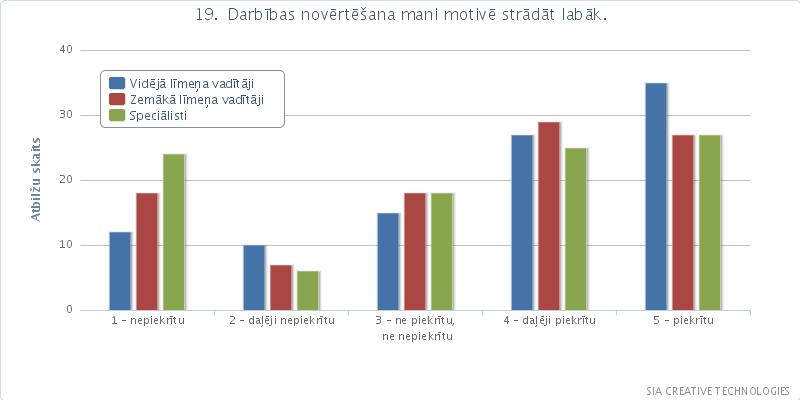 19. Darbības novērtēšana mani motivē strādāt labāk.
40
30
20
10
0
Atbilžu skaits
Vidējā līmeņa vadītāji
Zemākā līmeņa vadītāji
Speciālisti
1 - nepiekrītu
2 - daļēji nepiekrītu
3 - ne piekrītu,
ne nepiekrītu
4 - daļēji piekrītu
5 - piekrītu
SIA CREATIVE TECHNOLOGIES